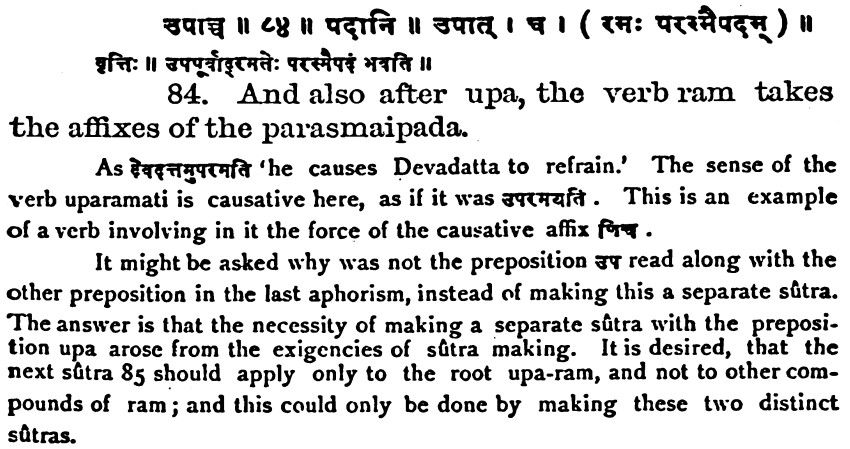 उपाच्च ॥ ८४ ॥ पदानि ॥ उपात् । च । ( रमः परस्मैपदम् ) ॥
वृत्तिः ॥ उपपूर्वाद्रमतेः परस्मैपदं भवति ॥
84. And also after upa, the verb ram takes
the affixes of the parasmaipada.
As देवदत्तमुपरमति 'he causes Devadatta to refrain.' The sense of the
verb uparamati is causative here, as if it was उपरमयति . This is an example
of a verb involving in it the force of the causative affix णिच .
It might be asked why was not the preposition उप read along with the
other preposition in the last aphorism, instead of making this a separate sûtra.
The answer is that the necessity of making a separate sûtra with the preposi-
tion upa arose from the exigencies of sûtra making. It is desired, that the
next sûtra 85 should apply only to the root upa-ram, and not to other com-
pounds of ram ; and this could only be done by making these two distinct
sûtras.